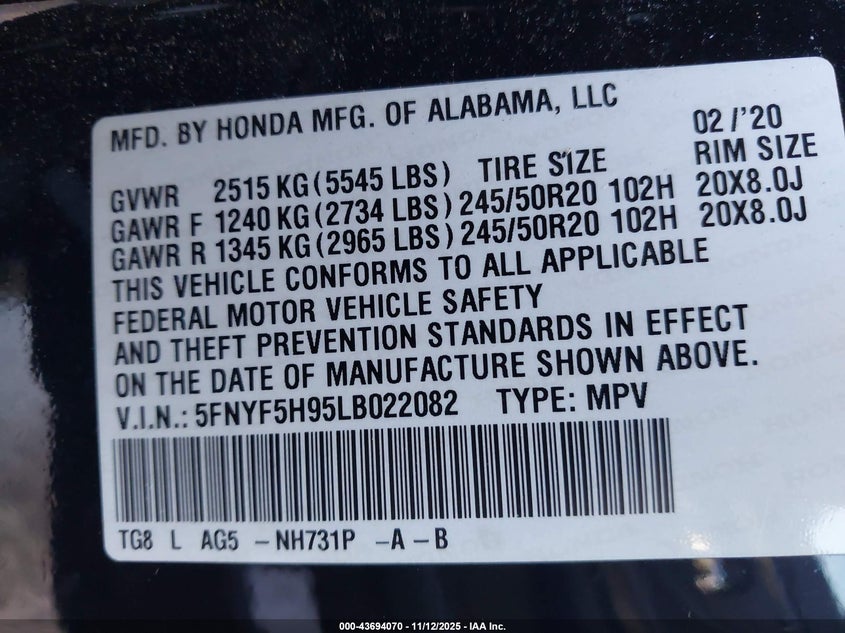 MFD. BY HONDA MFG. OF ALABAMA, LLC 02/'20
GVWR 2515 KG (5545 LBS) TIRE SIZE RIM SIZE
GAWR F 1240 KG (2734 LBS) 245/50R20 102H 20X8.0J
GAWR R 1345 KG (2965 LBS) 245/50R20 102H 20X8.0J
THIS VEHICLE CONFORMS TO ALL APPLICABLE
FEDERAL MOTOR VEHICLE SAFETY
AND THEFT PREVENTION STANDARDS IN EFFECT
ON THE DATE OF MANUFACTURE SHOWN ABOVE.
V.I.N.: 5FNYF5H95LB022082 TYPE: MPV
TG8 L AG5 - NH731P - A - B
000-43694070 - 11/12/2025 - IAA Inc.